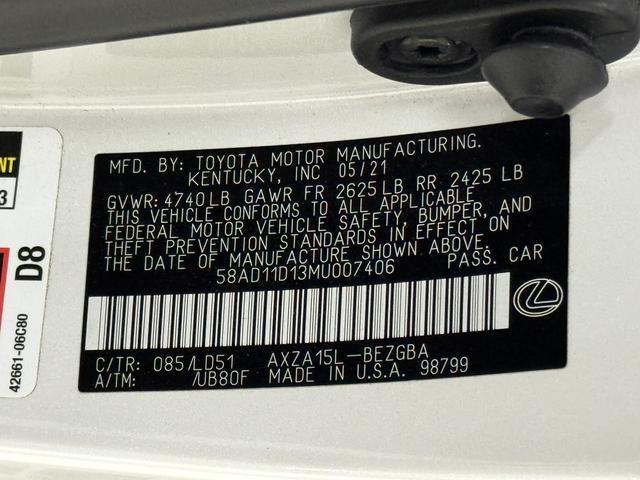 MFD. BY: TOYOTA MOTOR MANUFACTURING.
KENTUCKY, INC 05/21
GVWR: 4740LB GAWR FR 2625LB RR 2425 LB
THIS VEHICLE CONFORMS TO ALL APPLICABLE
FEDERAL MOTOR VEHICLE SAFETY, BUMPER, AND
THEFT PREVENTION STANDARDS IN EFFECT ON
THE DATE OF MANUFACTURE SHOWN ABOVE.
58AD11D13MU007406 PASS. CAR
C/TR: 085/LD51 AXZA15L-BEZGBA
A/TM: /UB80F MADE IN U.S.A. 98799
NT
3
D8
42661-06C80